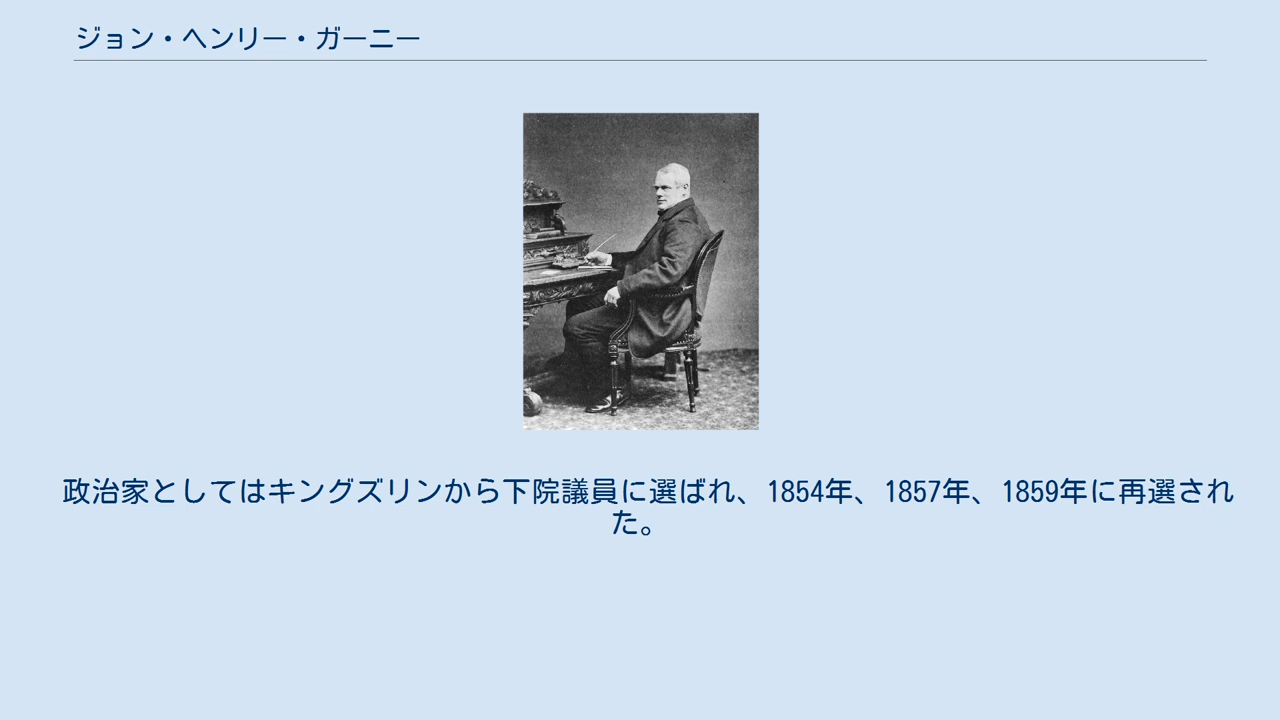 ジョン・ヘンリー・ガーニー
政治家としてはキングズリンから下院議員に選ばれ、1854年、1857年、1859年に再選され
た。